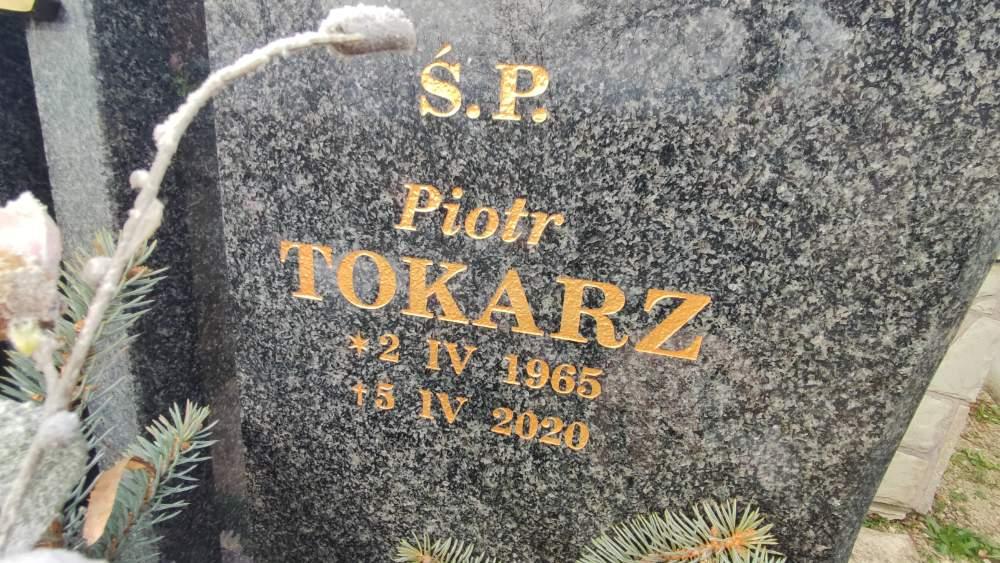 Ś.P.
Piotr
TOKARZ
*2 IV 1965
†5 IV 2020